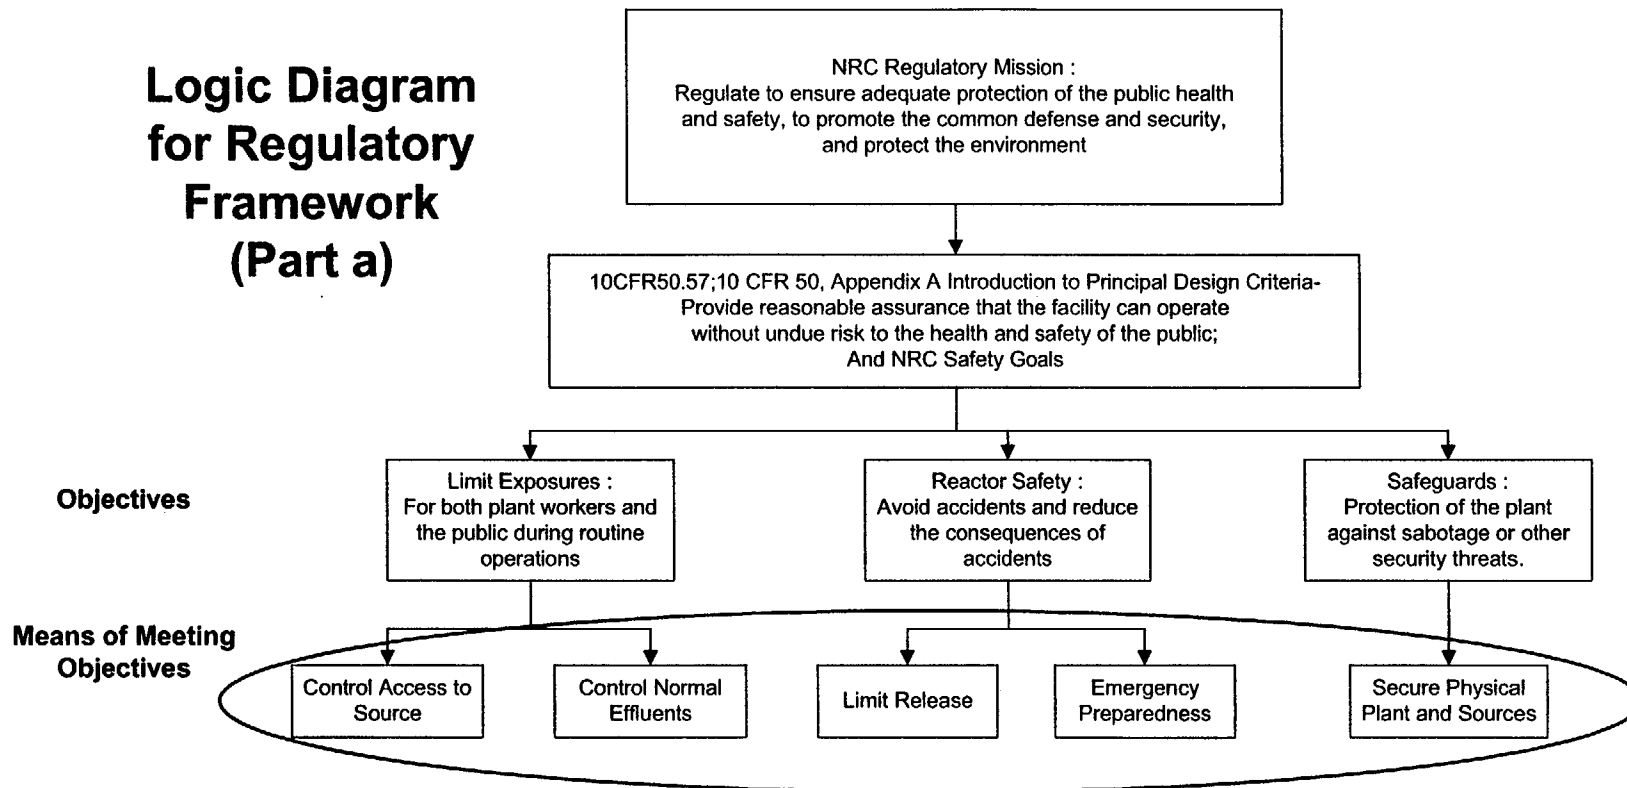 Logic Diagram
for Regulatory
Framework
(Part a)
NRC Regulatory Mission :
Regulate to ensure adequate protection of the public health
and safety, to promote the common defense and security,
and protect the environment
10CFR50.57;10 CFR 50, Appendix A Introduction to Principal Design Criteria-
Provide reasonable assurance that the facility can operate
without undue risk to the health and safety of the public;
And NRC Safety Goals
Objectives
Limit Exposures :
For both plant workers and
the public during routine
operations
Reactor Safety :
Avoid accidents and reduce
the consequences of
accidents
Safeguards :
Protection of the plant
against sabotage or other
security threats.
Means of Meeting
Objectives
Control Access to
Source
Control Normal
Effluents
Limit Release
Emergency
Preparedness
Secure Physical
Plant and Sources